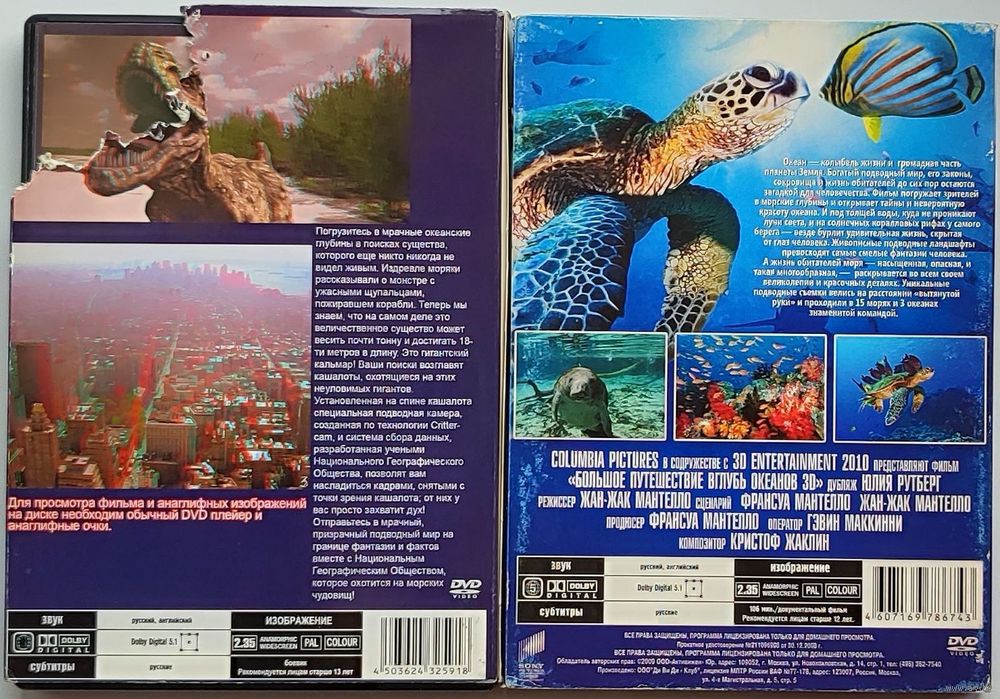 Погрузитесь в мрачные океанские
глубины в поисках существа,
которого еще никто никогда не
видел живым. Издревле моряки
рассказывали о монстре с
ужасными щупальцами,
пожиравшем корабли. Теперь мы
знаем, что на самом деле это
величественное существо может
весить почти тонну и достигать 18-
ти метров в длину. Это гигантский
кальмар! Ваши поиски возглавят
кашалоты, охотящиеся на этих
неуловимых гигантов.
Установленная на спине кашалота
специальная подводная камера,
созданная по технологии Critter-
cam, и система сбора данных,
разработанная учеными
Национального Географического
Общества, позволят вам
насладиться кадрами, снятыми с
точки зрения кашалота; от них у
вас просто захватит дух!
Отправьтесь в мрачный,
призрачный подводный мир на
границе фантазии и фактов
вместе с Национальным
Географическим Обществом,
которое охотится на морских
чудовищ!
3
Для просмотра фильма и анаглифных изображений
на диске необходим обычный DVD плейер и
анаглифные очки.
DVD
VIDEO
звук
русский, английский
ИЗОБРАЖЕНИЕ
DOLBY
DIGITAL
Dolby Digital 5.1
2.35 ANAMORPHIC WIDESCREEN PAL COLOUR
субтитры
русские
боевик
Рекомендуется лицам старше 13 лет
4 503624 325918
Океан — колыбель жизни и громадная часть
планеты Земля. Богатый подводный мир, его законы,
сокровища и жизнь обитателей до сих пор остаются
загадкой для человечества. Фильм погружает зрителей
в морские глубины и открывает тайны и невероятную
красоту океана. И под толщей воды, куда не проникают
лучи света, и на солнечных коралловых рифах у самого
берега — везде бурлит удивительная жизнь, скрытая
от глаз человека. Живописные подводные ландшафты
превосходят самые смелые фантазии человека.
А жизнь обитателей моря — насыщенная, опасная, и
такая многообразная, — раскрывается во всем своем
великолепии и красочных деталях. Уникальные
подводные съемки велись на расстоянии «вытянутой
руки» и проходили в 15 морях и 3 океанах
знаменитой командой.
COLUMBIA PICTURES В СОДРУЖЕСТВЕ С 3D ENTERTAINMENT 2010 ПРЕДСТАВЛЯЮТ ФИЛЬМ
«БОЛЬШОЕ ПУТЕШЕСТВИЕ ВГЛУБЬ ОКЕАНОВ 3D» ДУБЛЯЖ ЮЛИЯ РУТБЕРГ
РЕЖИССЕР ЖАН-ЖАК МАНТЕЛЛО СЦЕНАРИЙ ФРАНСУА МАНТЕЛЛО ЖАН-ЖАК МАНТЕЛЛО
ПРОДЮСЕР ФРАНСУА МАНТЕЛЛО ОПЕРАТОР ГЭВИН МАККИННИ
КОМПОЗИТОР КРИСТОФ ЖАКЛИН
звук
русский, английский
изображение
5 DOLBY
DIGITAL
Dolby Digital 5.1
2.35 ANAMORPHIC WIDESCREEN PAL COLOUR
субтитры
русские
106 мин./документальный фильм
Рекомендуется лицам старше 12 лет.
4 607169 786743
SONY
ВСЕ ПРАВА ЗАЩИЩЕНЫ, ПРОГРАММА ЛИЦЕНЗИРОВАНА ТОЛЬКО ДЛЯ ДОМАШНЕГО ПРОСМОТРА.
ВСЕ ПРАВА ЗАЩИЩЕНЫ. ПРОГРАММА ЛИЦЕНЗИРОВАНА ТОЛЬКО ДЛЯ ДОМАШНЕГО ПРОСМОТРА.
DVD
VIDEO